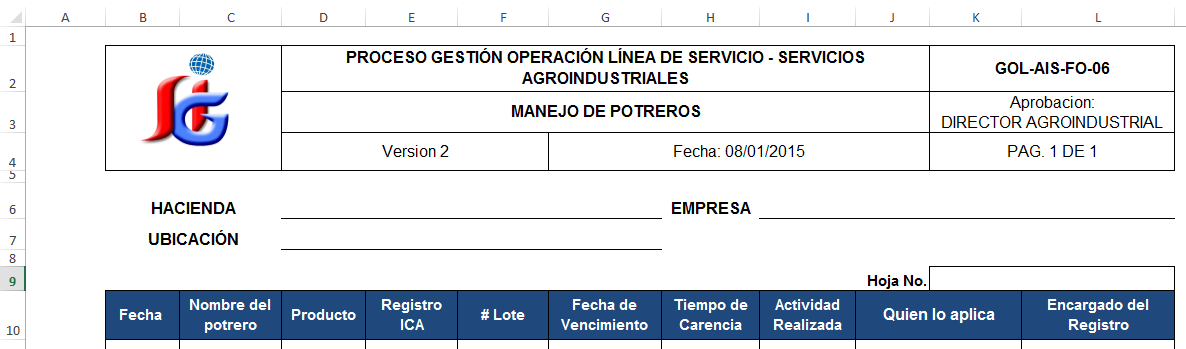 A B C D E F G H I J K L
1
PROCESO GESTIÓN OPERACIÓN LÍNEA DE SERVICIO - SERVICIOS
AGROINDUSTRIALES
GOL-AIS-FO-06
2
MANEJO DE POTREROS
Aprobacion:
DIRECTOR AGROINDUSTRIAL
3
Version 2
Fecha: 08/01/2015
PAG. 1 DE 1
4
5
6
HACIENDA
EMPRESA
7
UBICACIÓN
8
9
Hoja No.
10
Fecha
Nombre del
potrero
Producto
Registro
ICA
# Lote
Fecha de
Vencimiento
Tiempo de
Carencia
Actividad
Realizada
Quien lo aplica
Encargado del
Registro